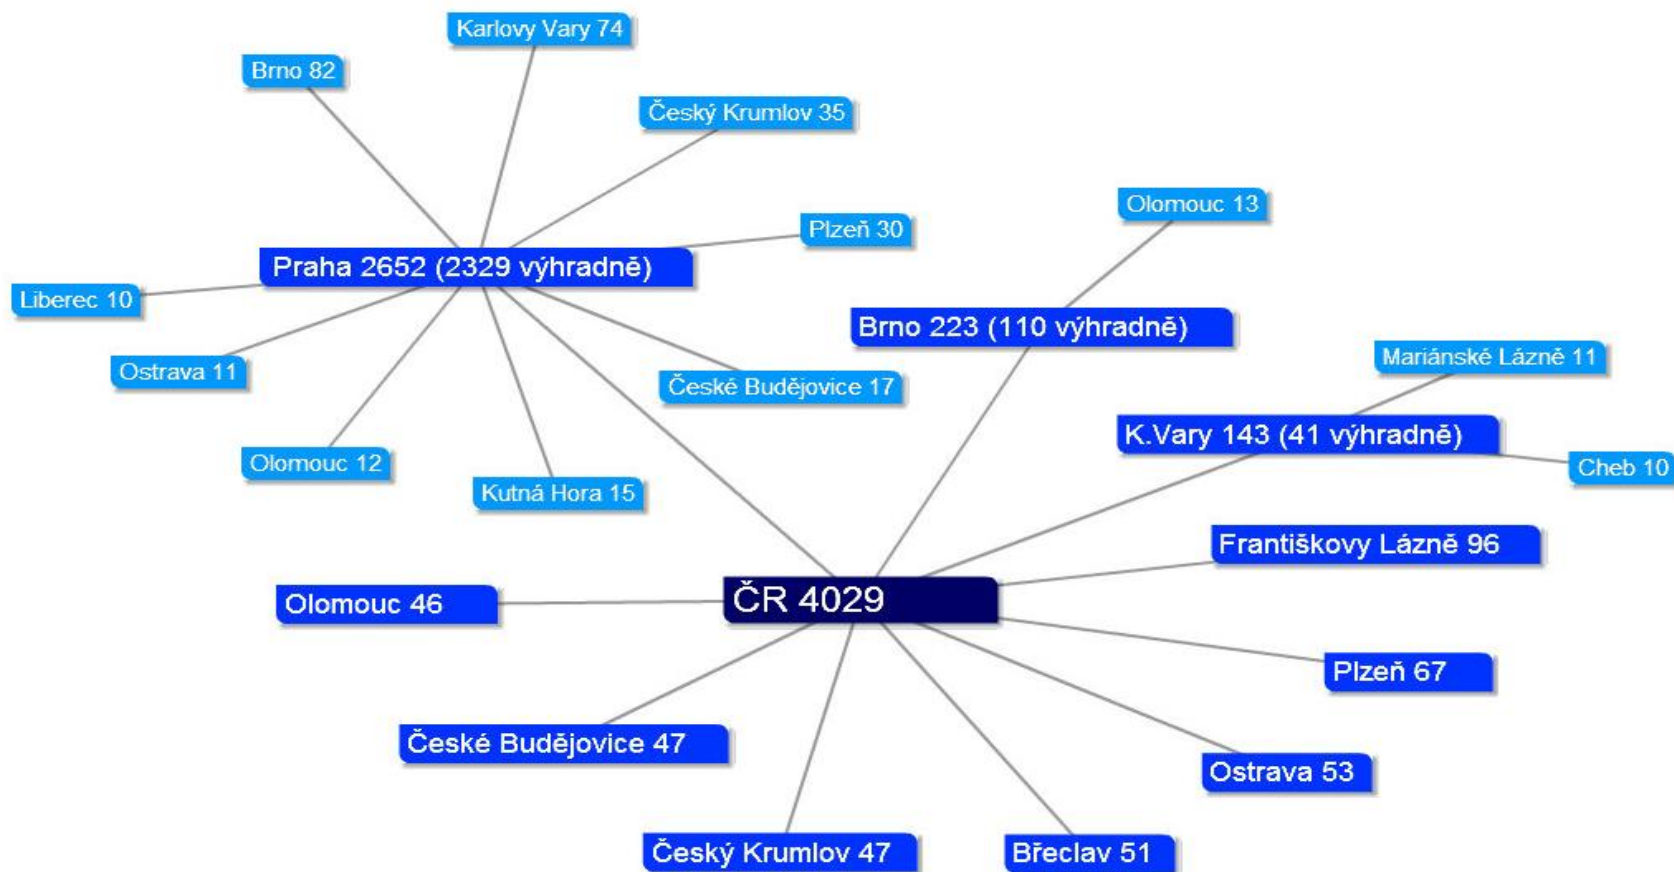 Karlovy Vary 74
Brno 82
Český Krumlov 35
Olomouc 13
Plzeň 30
Praha 2652 (2329 výhradně)
Liberec 10
Brno 223 (110 výhradně)
Mariánské Lázně 11
Ostrava 11
České Budějovice 17
K.Vary 143 (41 výhradně)
Olomouc 12
Cheb 10
Kutná Hora 15
Františkovy Lázně 96
ČR 4029
Olomouc 46
Plzeň 67
České Budějovice 47
Ostrava 53
Český Krumlov 47
Břeclav 51